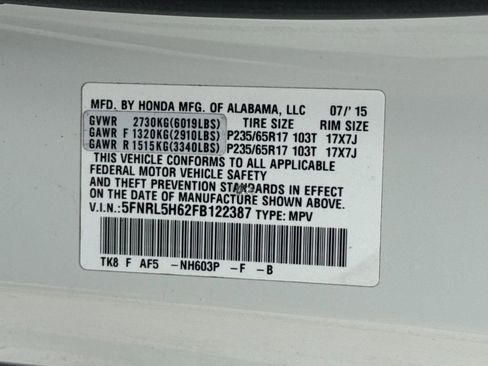 MFD. BY HONDA MFG. OF ALABAMA, LLC 07/'15
GVWR 2730KG(6019LBS) TIRE SIZE RIM SIZE
GAWR F 1320KG(2910LBS) P235/65R17 103T 17X7J
GAWR R 1515KG(3340LBS) P235/65R17 103T 17X7J
THIS VEHICLE CONFORMS TO ALL APPLICABLE
FEDERAL MOTOR VEHICLE SAFETY
AND THEFT PREVENTION STANDARDS IN EFFECT
ON THE DATE OF MANUFACTURE SHOWN ABOVE.
V.I.N.:5FNRL5H62FB122387 TYPE: MPV
TK8 F AF5 -NH603P -F -B